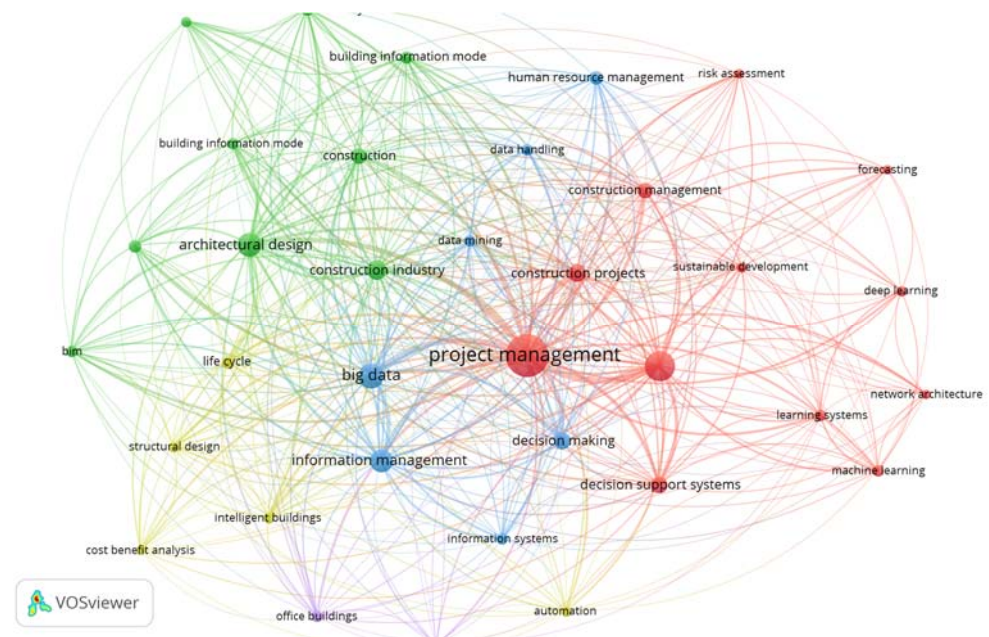 building information mode
human resource management
risk assessment
building information mode
construction
data handling
forecasting
construction management
architectural design
data mining
construction industry
construction projects
sustainable development
deep learning
bim
life cycle
project management
big data
network architecture
learning systems
structural design
decision making
information management
machine learning
decision support systems
intelligent buildings
information systems
cost benefit analysis
VOSviewer
office buildings
automation